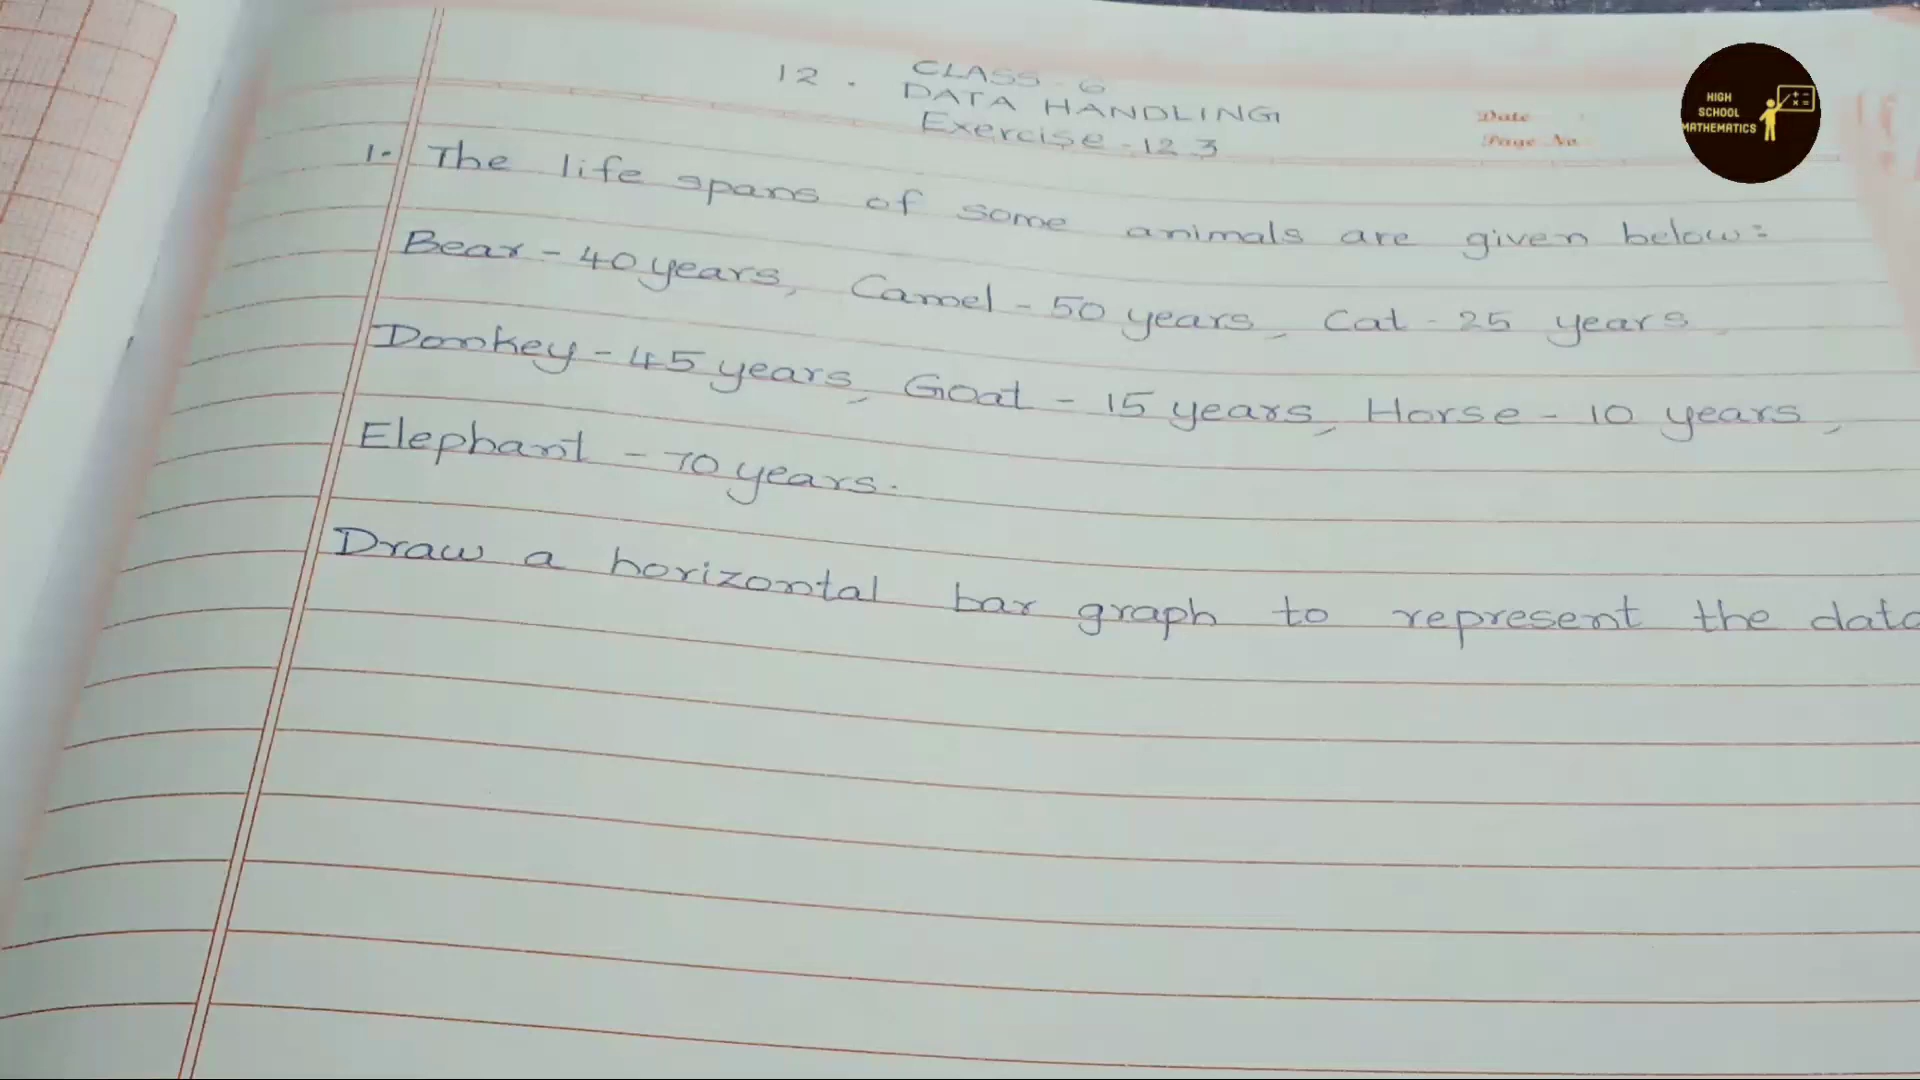 12. CLASS-6
DATA HANDLING
Exercise-12.3
Date
Page No.
HIGH
SCHOOL
MATHEMATICS
1. The life spans of some animals are given below:
Bear - 40 years, Camel - 50 years, Cat - 25 years
Donkey - 45 years, Goat - 15 years, Horse - 10 years,
Elephant - 70 years.
Draw a horizontal bar graph to represent the data